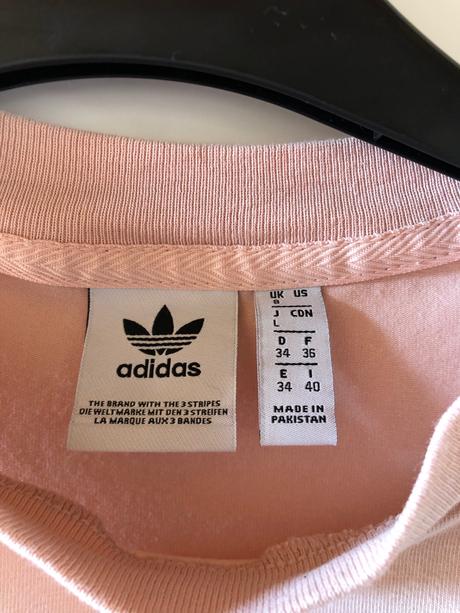 adidas
THE BRAND WITH THE 3 STRIPES
DIE WELTMARKE MIT DEN 3 STREIFEN
LA MARQUE AUX 3 BANDES
UK US
J CDN
L
D F
34 36
E I
34 40
MADE IN
PAKISTAN